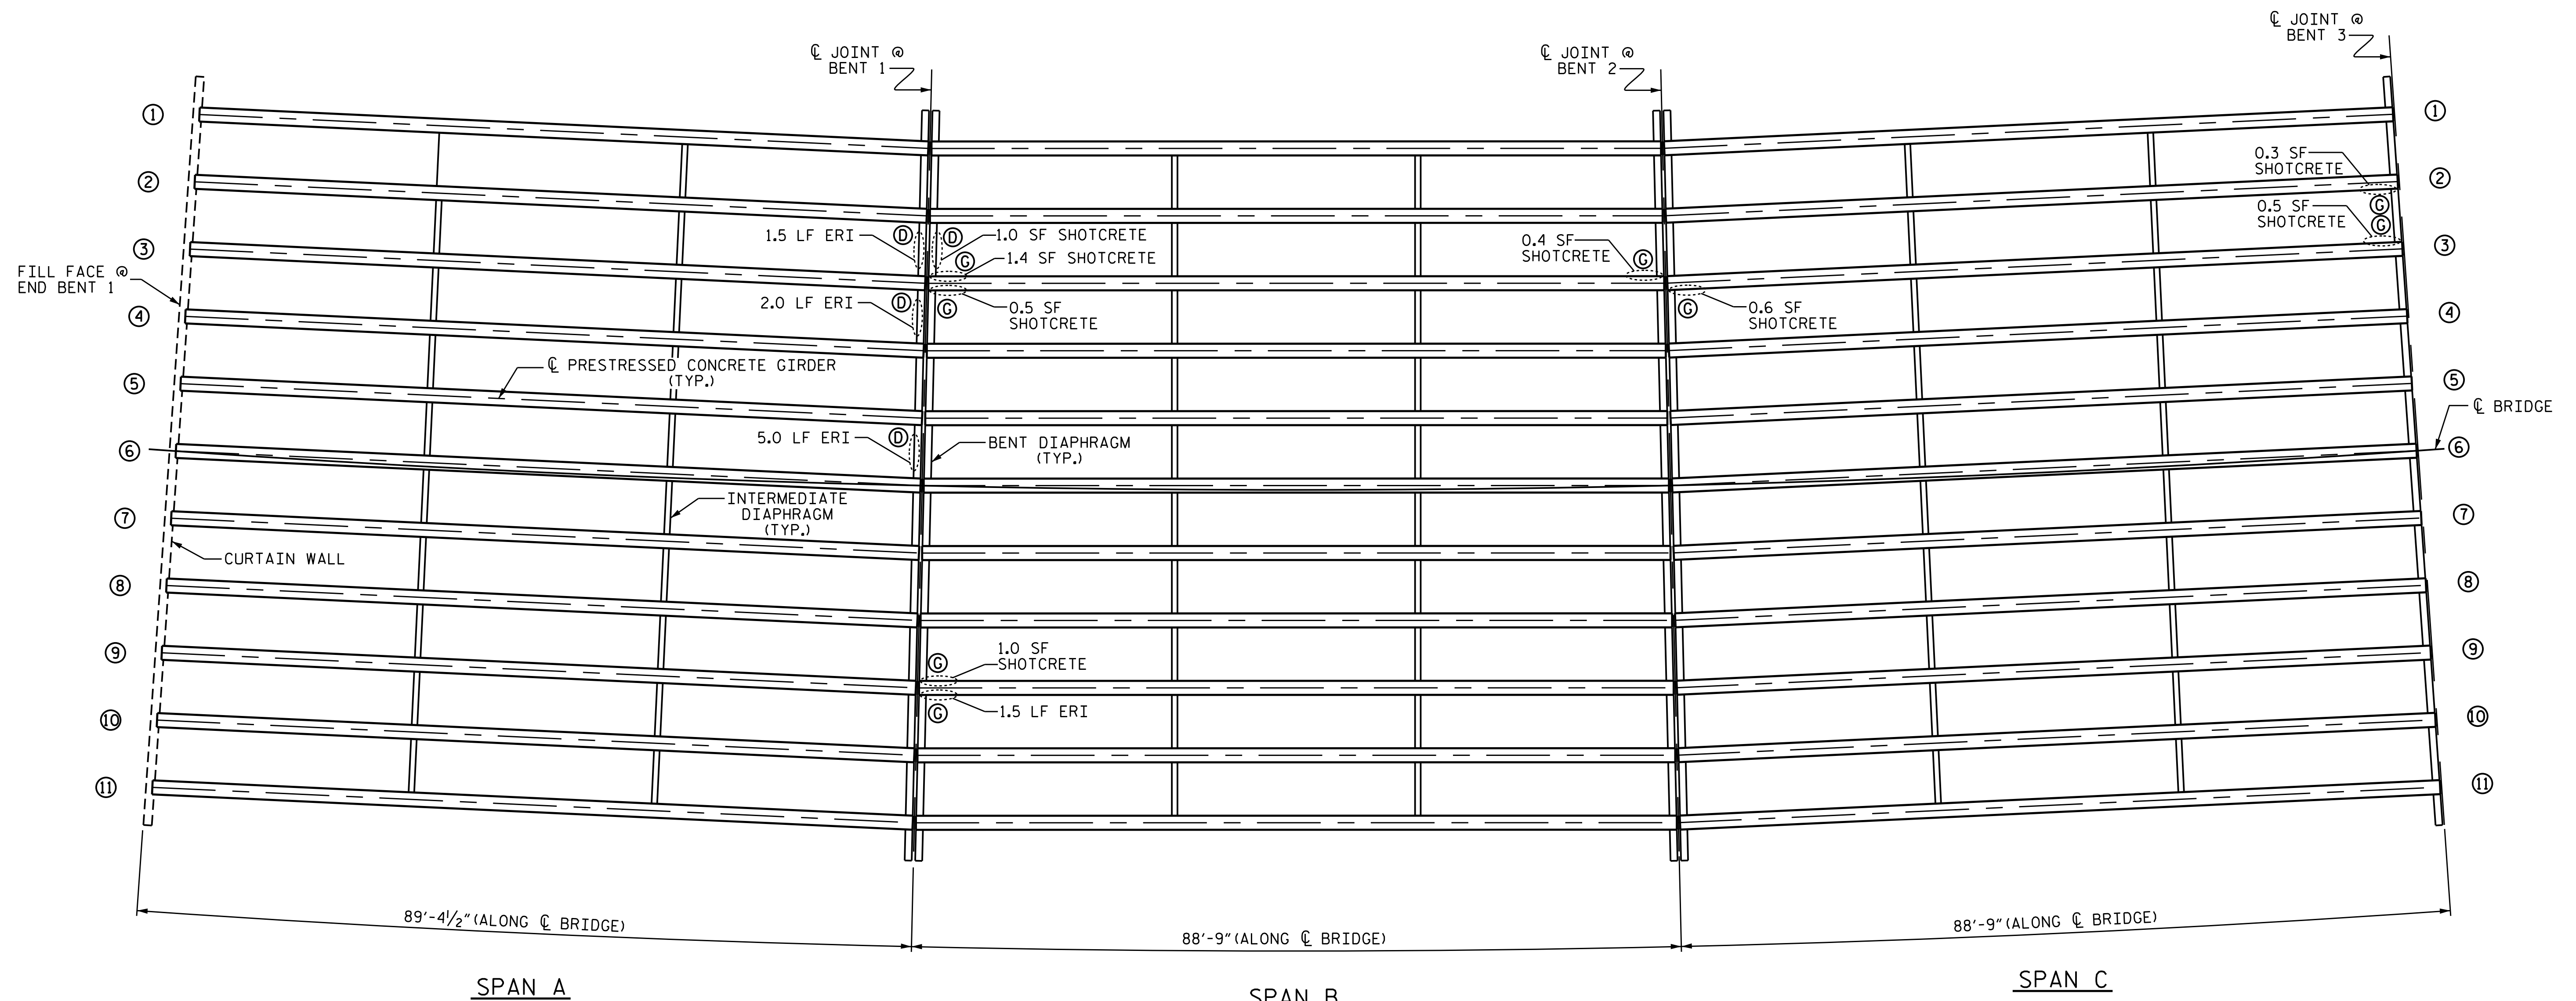 ℄ JOINT @
BENT 1
℄ JOINT @
BENT 2
℄ JOINT @
BENT 3
1
2
3
4
5
6
7
8
9
10
11
FILL FACE @
END BENT 1
1.5 LF ERI
D
D
1.0 SF SHOTCRETE
G
1.4 SF SHOTCRETE
2.0 LF ERI
D
G
0.5 SF
SHOTCRETE
℄ PRESTRESSED CONCRETE GIRDER
(TYP.)
5.0 LF ERI
D
BENT DIAPHRAGM
(TYP.)
INTERMEDIATE
DIAPHRAGM
(TYP.)
CURTAIN WALL
1.0 SF
SHOTCRETE
G
1.5 LF ERI
G
0.4 SF
SHOTCRETE
G
0.6 SF
SHOTCRETE
G
0.3 SF
SHOTCRETE
G
G
0.5 SF
SHOTCRETE
1
2
3
4
5
℄ BRIDGE
6
7
8
9
10
11
89'-4½" (ALONG ℄ BRIDGE)
88'-9" (ALONG ℄ BRIDGE)
88'-9" (ALONG ℄ BRIDGE)
SPAN A
SPAN B
SPAN C